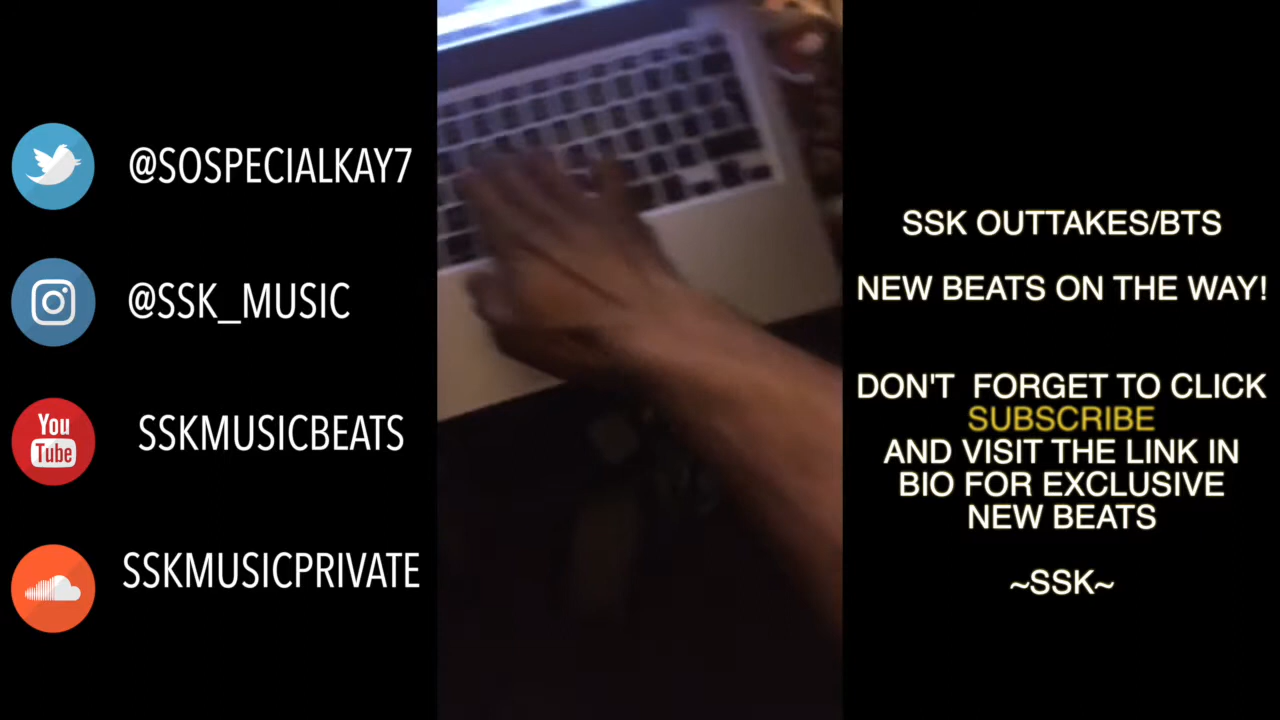 @SOSPECIALKAY7
@SSK_MUSIC
You
Tube
SSKMUSICBEATS
SSKMUSICPRIVATE
SSK OUTTAKES/BTS
NEW BEATS ON THE WAY!
DON'T  FORGET TO CLICK
SUBSCRIBE
AND VISIT THE LINK IN
BIO FOR EXCLUSIVE
NEW BEATS
~SSK~